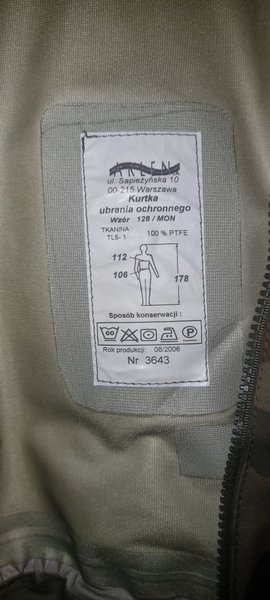 ARLEN
ul. Sapieżyńska 10
00-215 Warszawa
Kurtka
ubrania ochronnego
Wzór 128 / MON
TKANINA :
TLS- 1 100 % PTFE
112
106
178
Sposób konserwacji :
60
Rok produkcji: 08/2006
Nr 3643